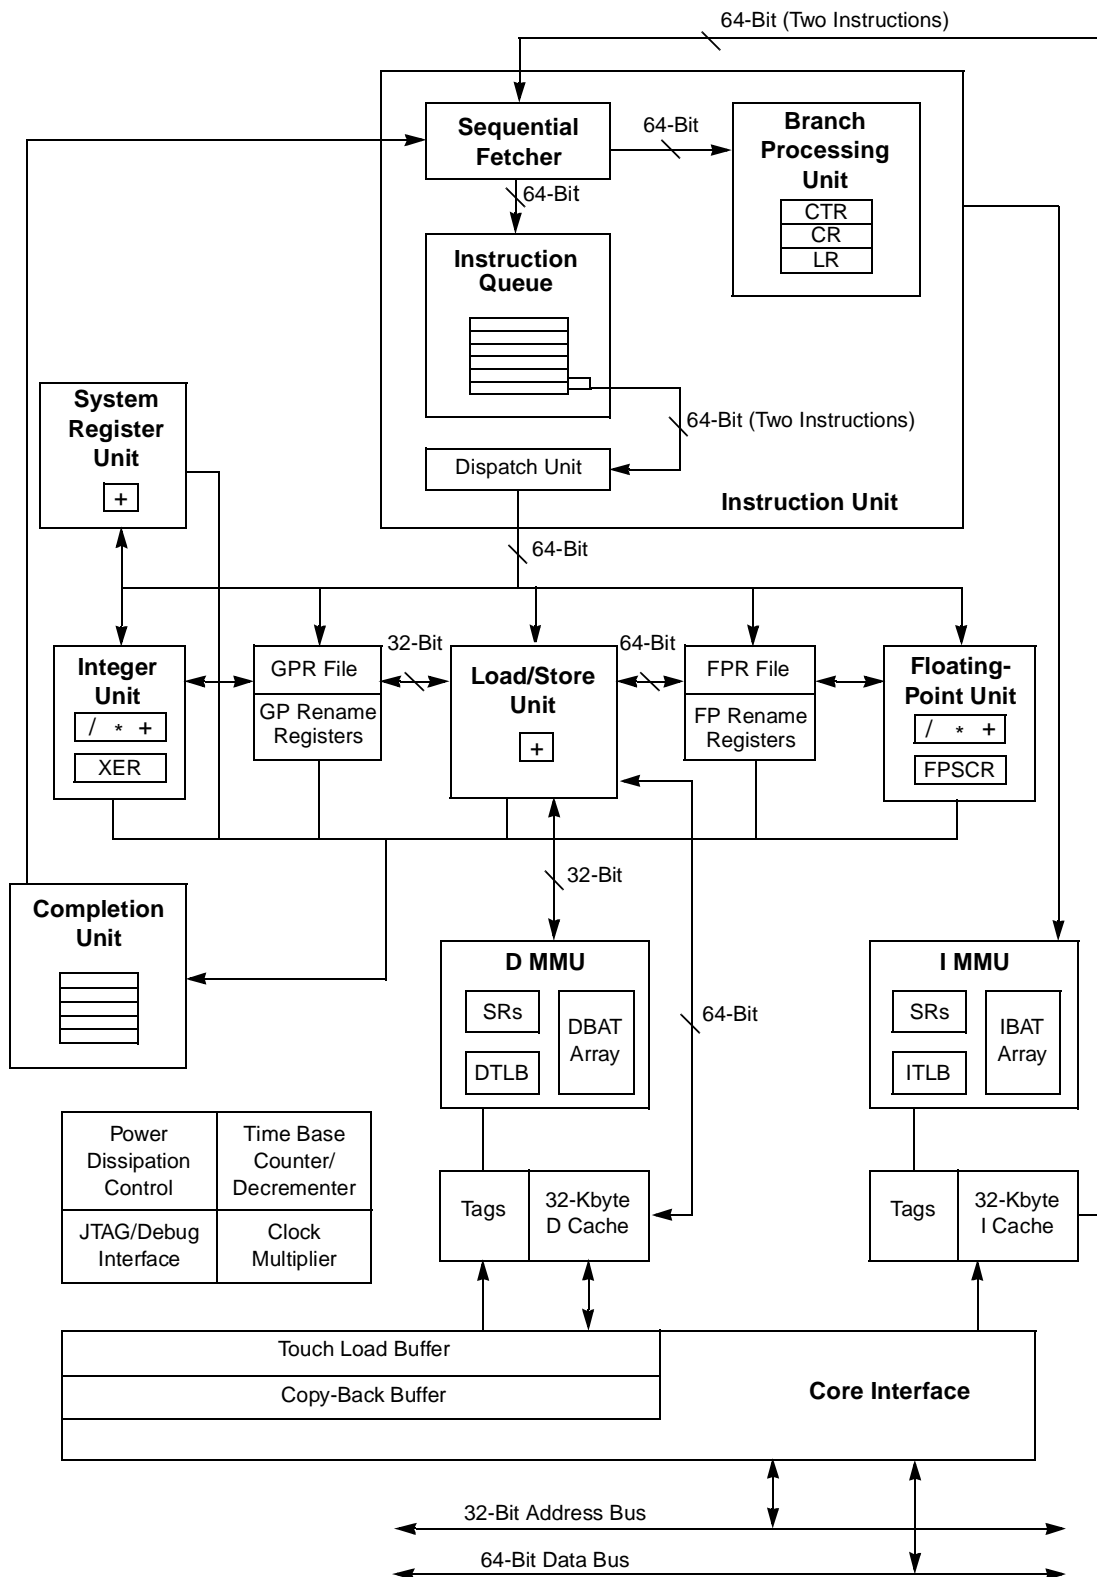 64-Bit (Two Instructions)
Sequential
Fetcher
64-Bit
Branch
Processing
Unit
CTR
CR
LR
64-Bit
Instruction
Queue
64-Bit (Two Instructions)
Dispatch Unit
Instruction Unit
System
Register
Unit
+
64-Bit
Integer
Unit
/ * +
XER
GPR File
GP Rename
Registers
32-Bit
Load/Store
Unit
+
64-Bit
FPR File
FP Rename
Registers
Floating-
Point Unit
/ * +
FPSCR
32-Bit
Completion
Unit
D MMU
SRs
DTLB
DBAT
Array
64-Bit
I MMU
SRs
ITLB
IBAT
Array
Power
Dissipation
Control
Time Base
Counter/
Decrementer
JTAG/Debug
Interface
Clock
Multiplier
Tags
32-Kbyte
D Cache
Tags
32-Kbyte
I Cache
Touch Load Buffer
Copy-Back Buffer
Core Interface
32-Bit Address Bus
64-Bit Data Bus